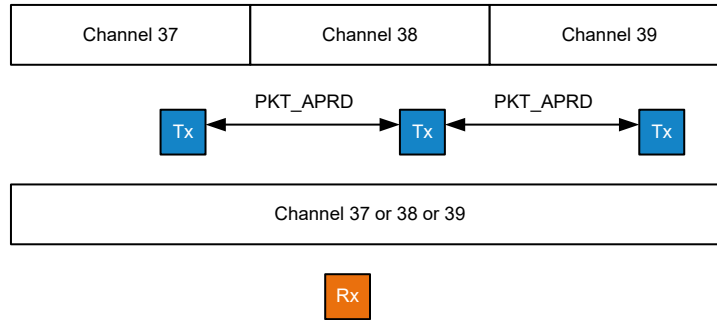 Channel 37 Channel 38 Channel 39
PKT_APRD PKT_APRD
Tx Tx Tx
Channel 37 or 38 or 39
Rx